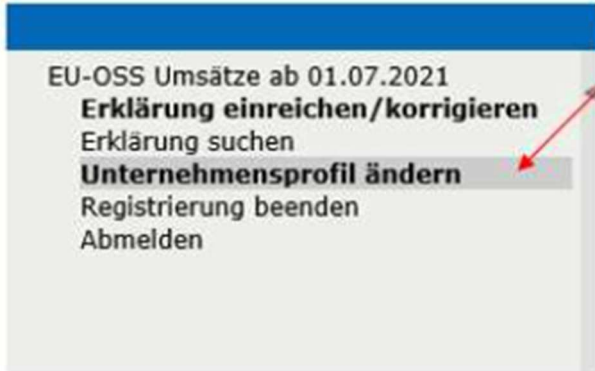 EU-OSS Umsätze ab 01.07.2021
Erklärung einreichen/korrigieren
Erklärung suchen
Unternehmensprofil ändern
Registrierung beenden
Abmelden